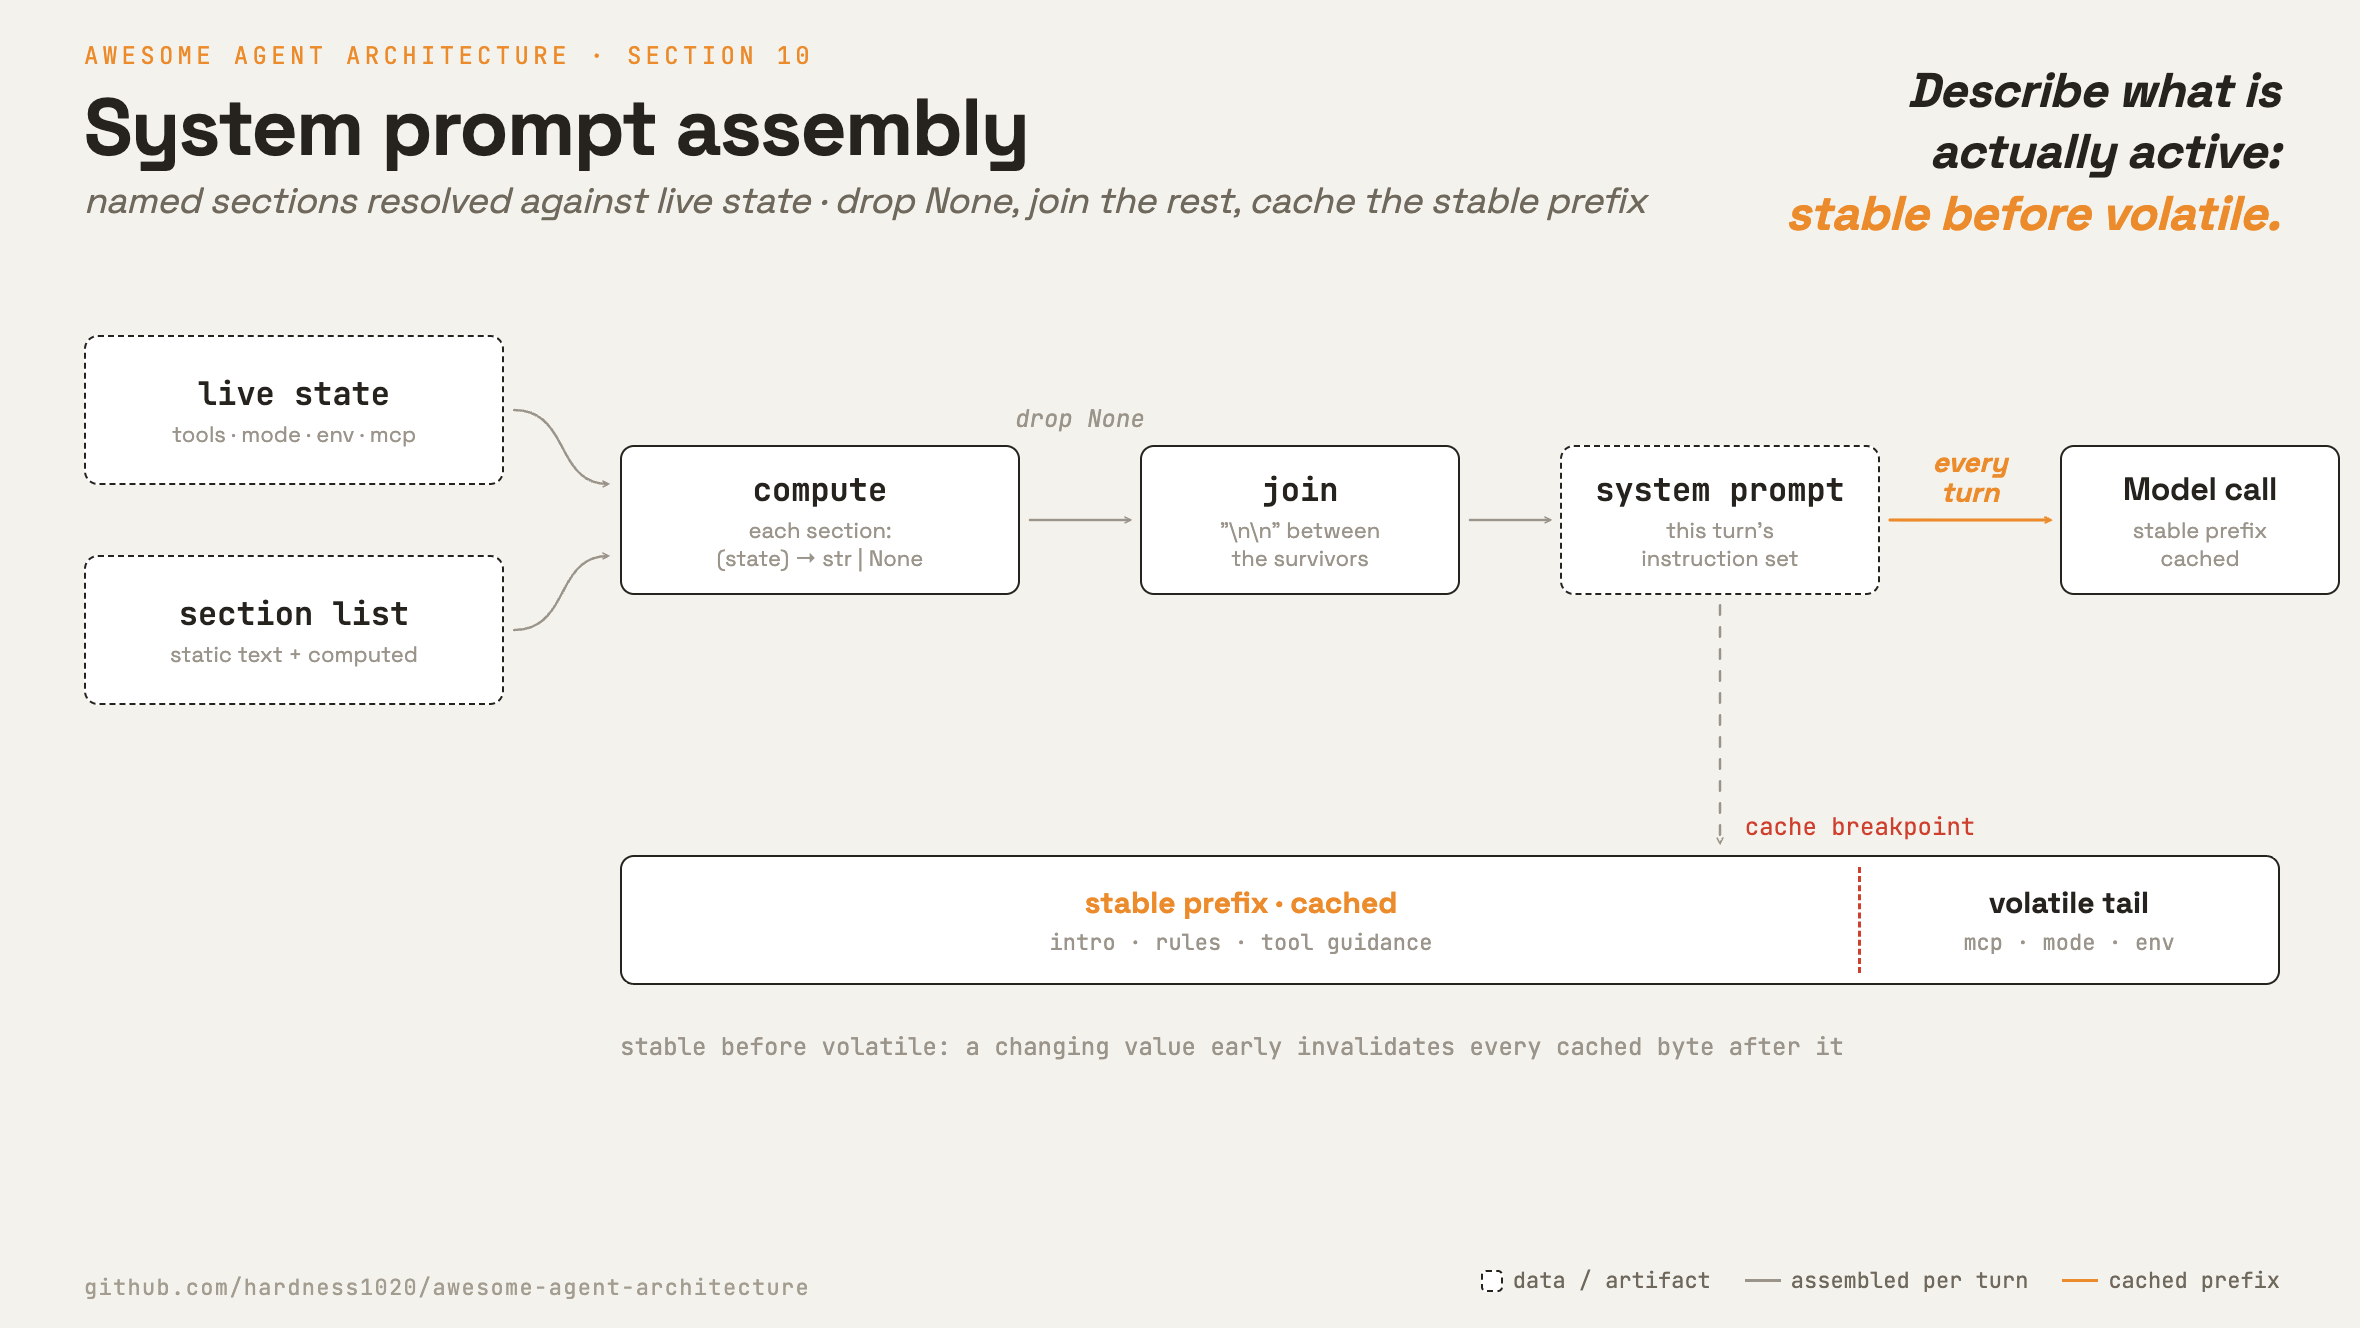 AWESOME AGENT ARCHITECTURE · SECTION 10
System prompt assembly
named sections resolved against live state · drop None, join the rest, cache the stable prefix
Describe what is
actually active:
stable before volatile.
live state
tools · mode · env · mcp
section list
static text + computed
compute
each section:
(state) → str | None
drop None
join
"\n\n" between
the survivors
system prompt
this turn's
instruction set
every
turn
Model call
stable prefix
cached
cache breakpoint
stable prefix · cached
intro · rules · tool guidance
volatile tail
mcp · mode · env
stable before volatile: a changing value early invalidates every cached byte after it
github.com/hardness1020/awesome-agent-architecture
data / artifact
assembled per turn
cached prefix